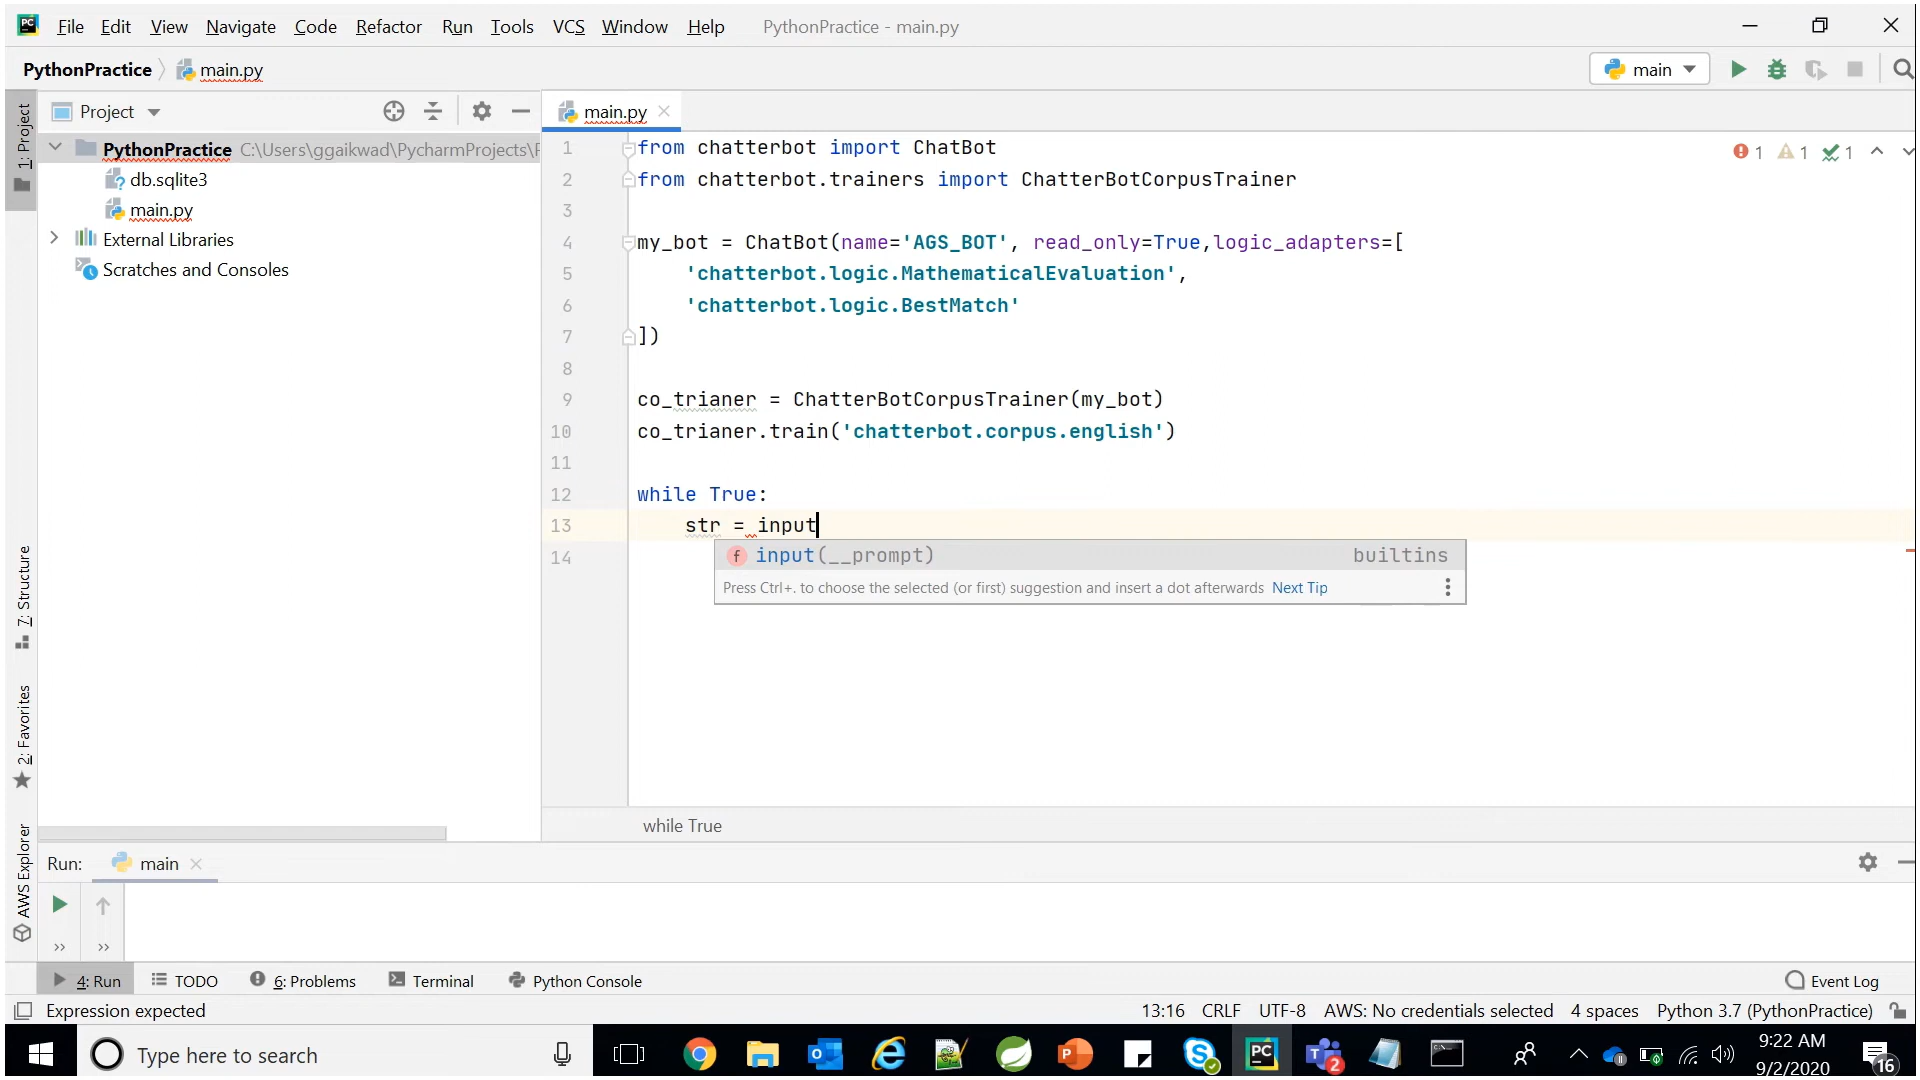 File Edit View Navigate Code Refactor Run Tools VCS Window Help PythonPractice - main.py
PythonPractice main.py main
1: Project
Project
main.py
PythonPractice C:\Users\ggaikwad\PycharmProjects\
db.sqlite3
main.py
External Libraries
Scratches and Consoles
1 from chatterbot import ChatBot
2 from chatterbot.trainers import ChatterBotCorpusTrainer
3
4 my_bot = ChatBot(name='AGS_BOT', read_only=True,logic_adapters=[
5 'chatterbot.logic.MathematicalEvaluation',
6 'chatterbot.logic.BestMatch'
7 ])
8
9 co_trianer = ChatterBotCorpusTrainer(my_bot)
10 co_trianer.train('chatterbot.corpus.english')
11
12 while True:
13 str = input
14
1 1 1
f input(__prompt) builtins
Press Ctrl+. to choose the selected (or first) suggestion and insert a dot afterwards Next Tip
while True
7: Structure
2: Favorites
AWS Explorer
Run: main
4: Run TODO 6: Problems Terminal Python Console Event Log
Expression expected 13:16 CRLF UTF-8 AWS: No credentials selected 4 spaces Python 3.7 (PythonPractice)
Type here to search
9:22 AM
9/2/2020
2
16